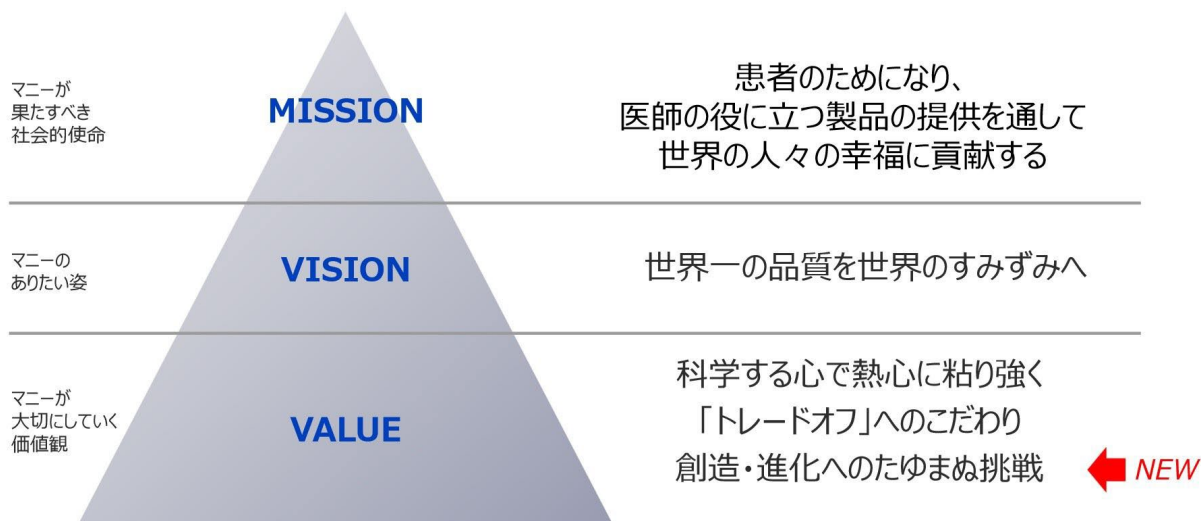 マニーが
果たすべき
社会的使命
MISSION
患者のためになり、
医師の役に立つ製品の提供を通して
世界の人々の幸福に貢献する
マニーの
ありたい姿
VISION
世界一の品質を世界のすみずみへ
マニーが
大切にしていく
価値観
VALUE
科学する心で熱心に粘り強く
「トレードオフ」へのこだわり
創造・進化へのたゆまぬ挑戦
NEW